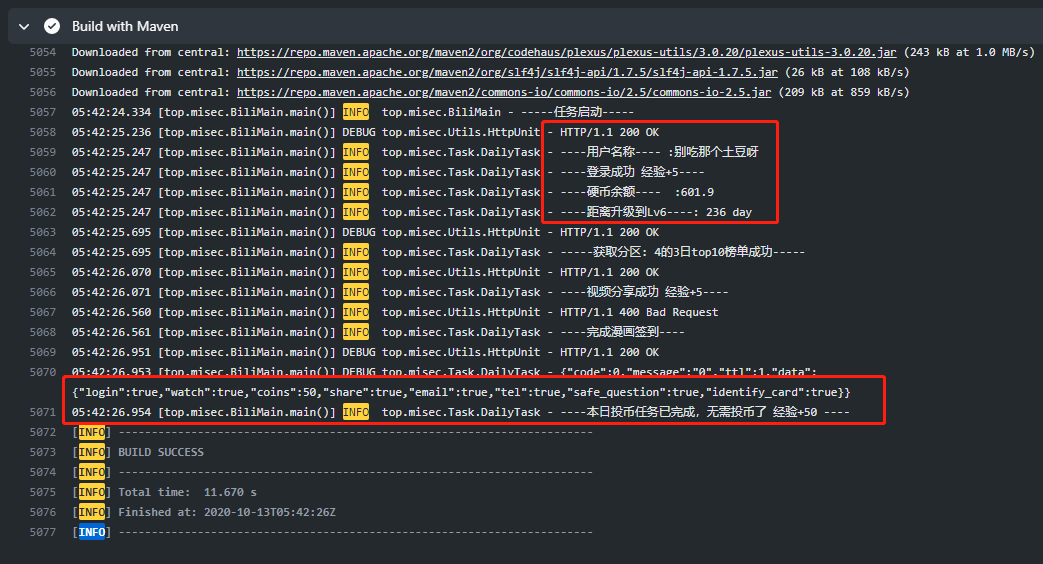 Build with Maven
5054 Downloaded from central: https://repo.maven.apache.org/maven2/org/codehaus/plexus/plexus-utils/3.0.20/plexus-utils-3.0.20.jar (243 kB at 1.0 MB/s)
5055 Downloaded from central: https://repo.maven.apache.org/maven2/org/slf4j/slf4j-api/1.7.5/slf4j-api-1.7.5.jar (26 kB at 108 kB/s)
5056 Downloaded from central: https://repo.maven.apache.org/maven2/commons-io/commons-io/2.5/commons-io-2.5.jar (209 kB at 859 kB/s)
5057 05:42:24.334 [top.misec.BiliMain.main()] INFO top.misec.BiliMain - ------任务启动-----
5058 05:42:25.236 [top.misec.BiliMain.main()] DEBUG top.misec.Utils.HttpUnit - HTTP/1.1 200 OK
5059 05:42:25.247 [top.misec.BiliMain.main()] INFO top.misec.Task.DailyTask - ----用户名称---- :别吃那个土豆呀
5060 05:42:25.247 [top.misec.BiliMain.main()] INFO top.misec.Task.DailyTask - ----登录成功 经验+5----
5061 05:42:25.247 [top.misec.BiliMain.main()] INFO top.misec.Task.DailyTask - ----硬币余额---- :601.9
5062 05:42:25.247 [top.misec.BiliMain.main()] INFO top.misec.Task.DailyTask - ----距离升级到Lv6----: 236 day
5063 05:42:25.695 [top.misec.BiliMain.main()] DEBUG top.misec.Utils.HttpUnit - HTTP/1.1 200 OK
5064 05:42:25.695 [top.misec.BiliMain.main()] INFO top.misec.Task.DailyTask - -----获取分区: 4的3日top10榜单成功-----
5065 05:42:26.070 [top.misec.BiliMain.main()] INFO top.misec.Utils.HttpUnit - HTTP/1.1 200 OK
5066 05:42:26.071 [top.misec.BiliMain.main()] INFO top.misec.Task.DailyTask - ----视频分享成功 经验+5----
5067 05:42:26.560 [top.misec.BiliMain.main()] INFO top.misec.Utils.HttpUnit - HTTP/1.1 400 Bad Request
5068 05:42:26.561 [top.misec.BiliMain.main()] INFO top.misec.Task.DailyTask - ----完成漫画签到----
5069 05:42:26.951 [top.misec.BiliMain.main()] DEBUG top.misec.Utils.HttpUnit - HTTP/1.1 200 OK
5070 05:42:26.953 [top.misec.BiliMain.main()] DEBUG top.misec.Task.DailyTask - {"code":0,"message":"0","ttl":1,"data":
{"login":true,"watch":true,"coins":50,"share":true,"email":true,"tel":true,"safe_question":true,"identify_card":true}}
5071 05:42:26.954 [top.misec.BiliMain.main()] INFO top.misec.Task.DailyTask - ----本日投币任务已完成，无需投币了 经验+50 ----
5072 [INFO] ------------------------------------------------------------------------
5073 [INFO] BUILD SUCCESS
5074 [INFO] ------------------------------------------------------------------------
5075 [INFO] Total time:  11.670 s
5076 [INFO] Finished at: 2020-10-13T05:42:26Z
5077 [INFO] ------------------------------------------------------------------------